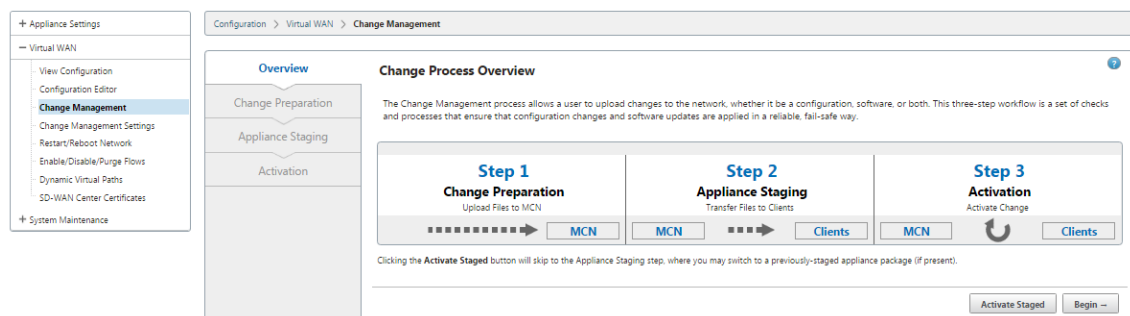 + Appliance Settings
− Virtual WAN
View Configuration
Configuration Editor
Change Management
Change Management Settings
Restart/Reboot Network
Enable/Disable/Purge Flows
Dynamic Virtual Paths
SD-WAN Center Certificates
+ System Maintenance
Configuration > Virtual WAN > Change Management
Overview
Change Preparation
Appliance Staging
Activation
Change Process Overview
?
The Change Management process allows a user to upload changes to the network, whether it be a configuration, software, or both. This three-step workflow is a set of checks
and processes that ensure that configuration changes and software updates are applied in a reliable, fail-safe way.
Step 1
Change Preparation
Upload Files to MCN
MCN
Step 2
Appliance Staging
Transfer Files to Clients
MCN Clients
Step 3
Activation
Activate Change
MCN Clients
Clicking the Activate Staged button will skip to the Appliance Staging step, where you may switch to a previously-staged appliance package (if present).
Activate Staged Begin →